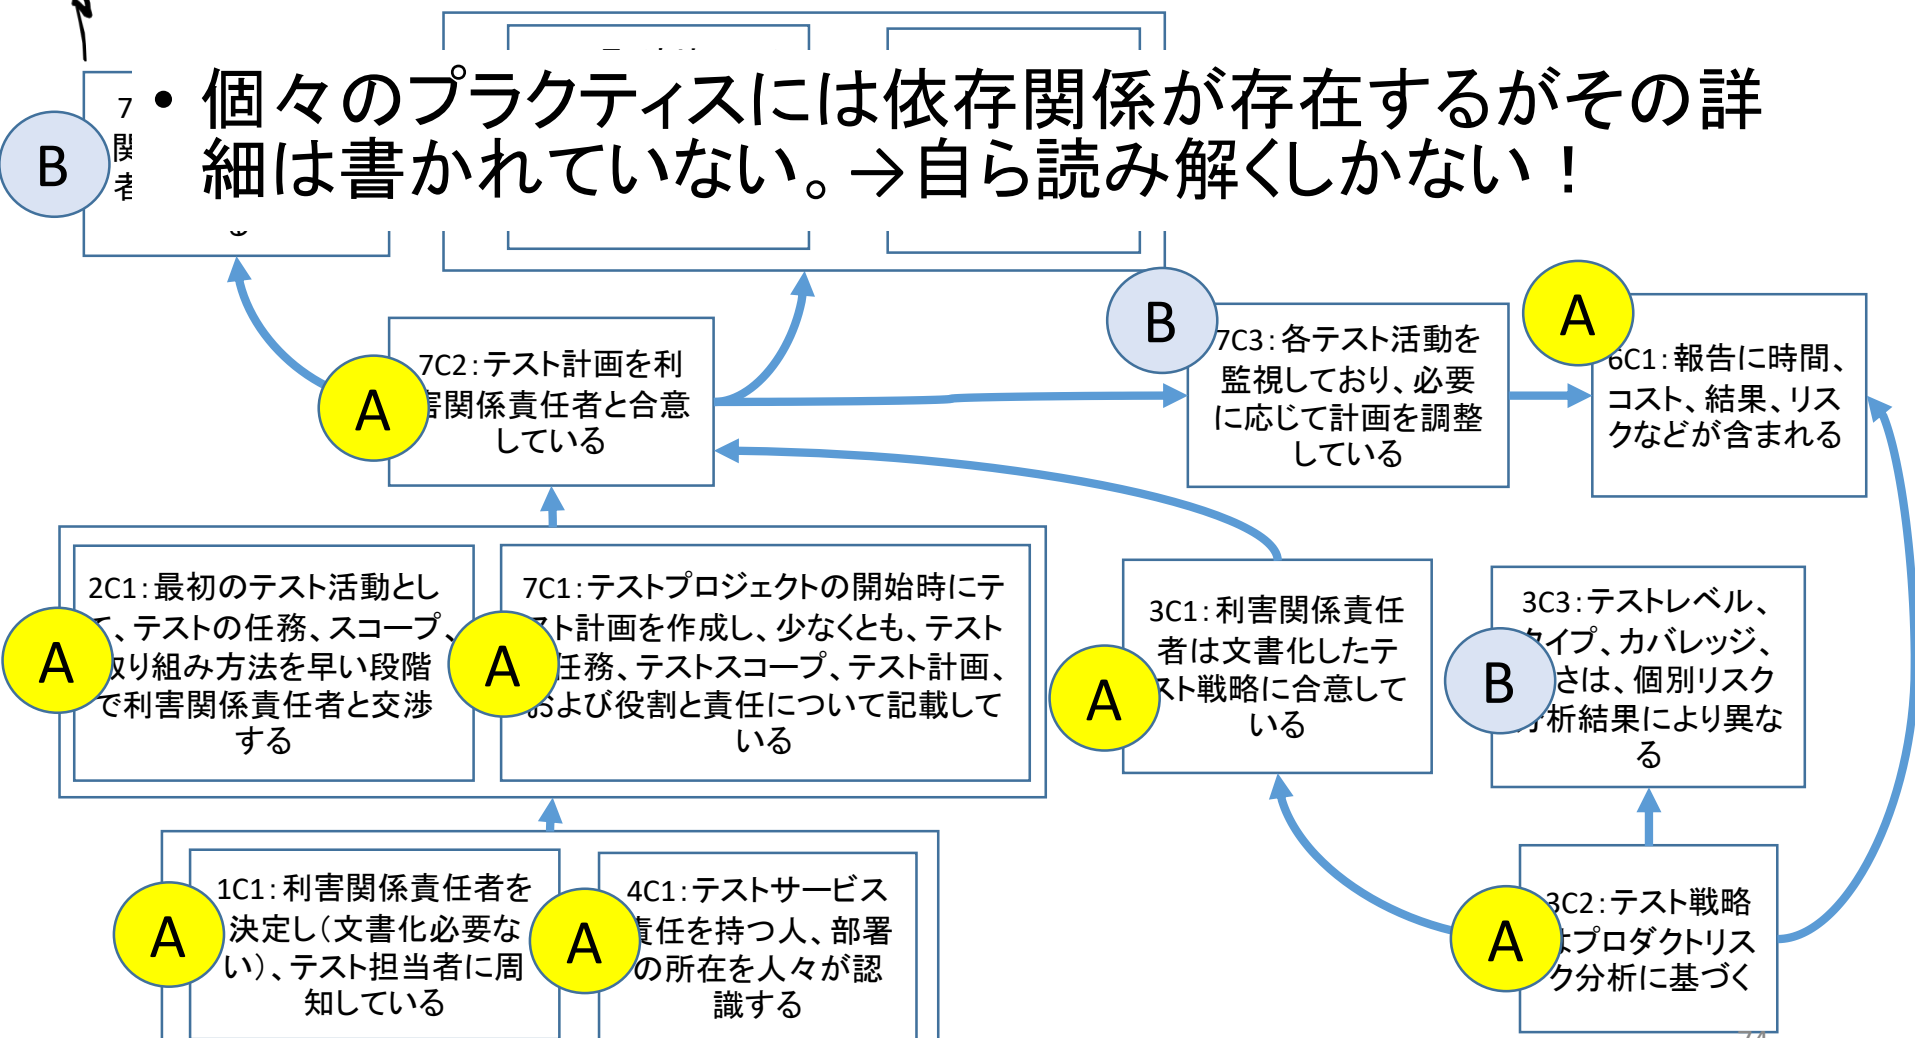 ・個々のプラクティスには依存関係が存在するがその詳
細は書かれていない。→自ら読み解くしかない！
B
7
関
者
A
7C2：テスト計画を利
害関係責任者と合意
している
B
7C3：各テスト活動を
監視しており、必要
に応じて計画を調整
している
A
6C1：報告に時間、
コスト、結果、リス
クなどが含まれる
A
2C1：最初のテスト活動とし
て、テストの任務、スコープ、
取り組み方法を早い段階
で利害関係責任者と交渉
する
A
7C1：テストプロジェクトの開始時にテ
スト計画を作成し、少なくとも、テスト
任務、テストスコープ、テスト計画、
および役割と責任について記載して
いる
A
3C1：利害関係責任
者は文書化したテ
スト戦略に合意して
いる
B
3C3：テストレベル、
タイプ、カバレッジ、
さは、個別リスク
分析結果により異な
る
A
1C1：利害関係責任者を
決定し（文書化必要な
い）、テスト担当者に周
知している
A
4C1：テストサービス
責任を持つ人、部署
の所在を人々が認
識する
A
3C2：テスト戦略
はプロダクトリス
ク分析に基づく